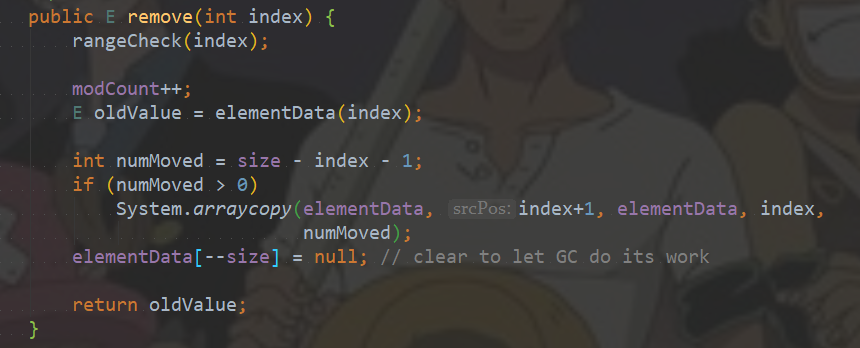 public E remove(int index) {
rangeCheck(index);
modCount++;
E oldValue = elementData(index);
int numMoved = size - index - 1;
if (numMoved > 0)
System.arraycopy(elementData, srcPos: index+1, elementData, index,
numMoved);
elementData[--size] = null; // clear to let GC do its work
return oldValue;
}